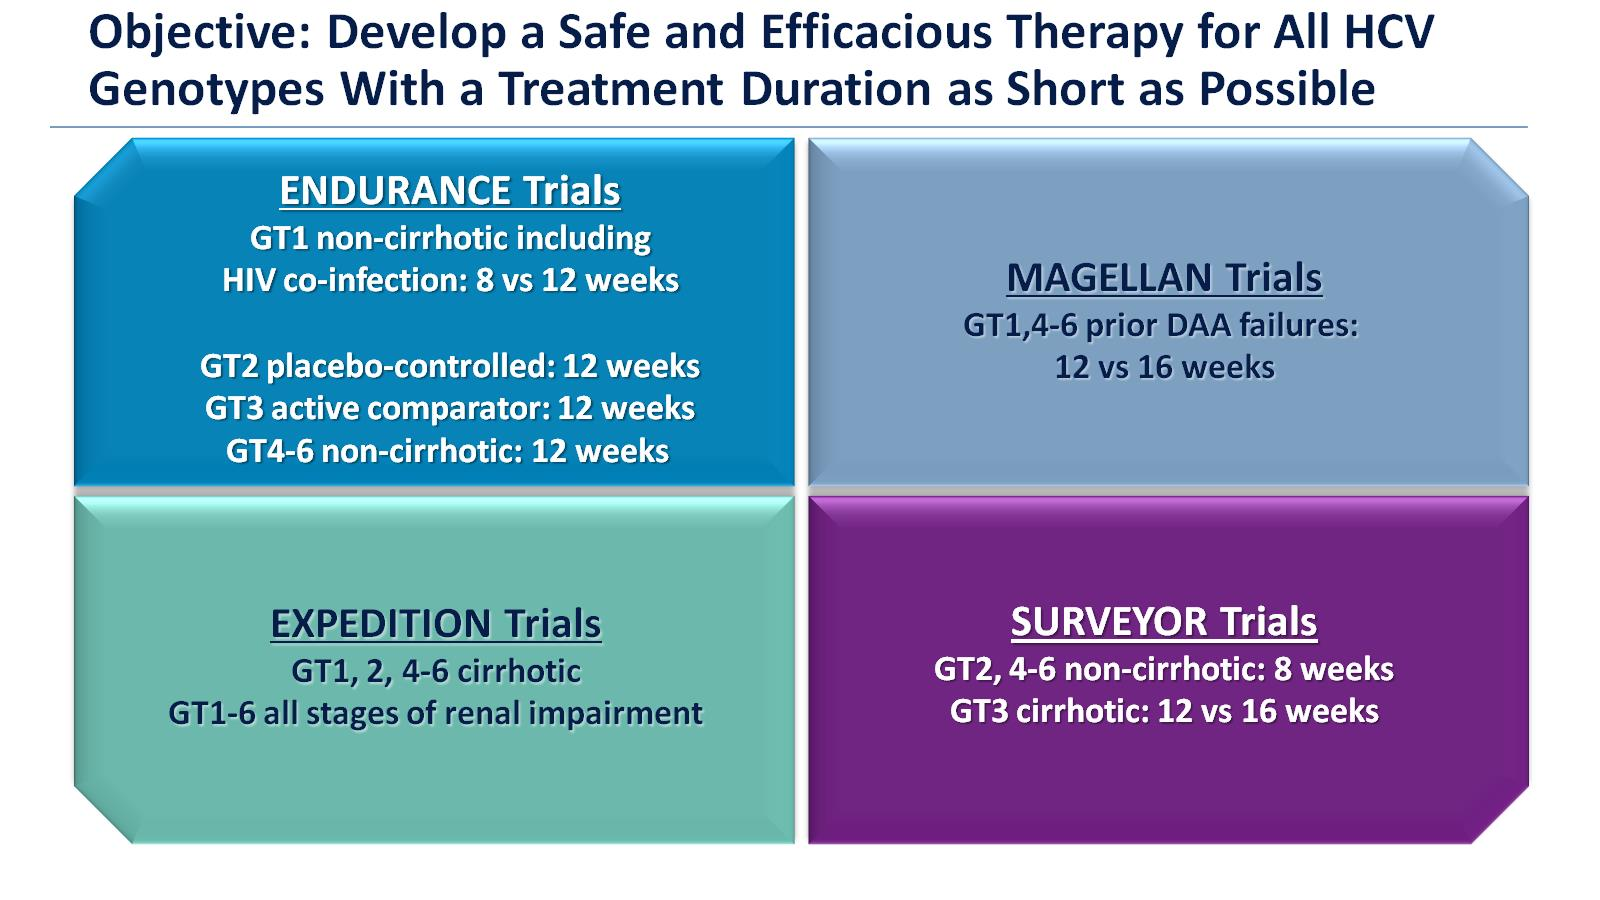 Objective: Develop a Safe and Efficacious Therapy for All HCV
Genotypes With a Treatment Duration as Short as Possible
ENDURANCE Trials
GT1 non-cirrhotic including
HIV co-infection: 8 vs 12 weeks
GT2 placebo-controlled: 12 weeks
GT3 active comparator: 12 weeks
GT4-6 non-cirrhotic: 12 weeks
MAGELLAN Trials
GT1,4-6 prior DAA failures:
12 vs 16 weeks
EXPEDITION Trials
GT1, 2, 4-6 cirrhotic
GT1-6 all stages of renal impairment
SURVEYOR Trials
GT2, 4-6 non-cirrhotic: 8 weeks
GT3 cirrhotic: 12 vs 16 weeks